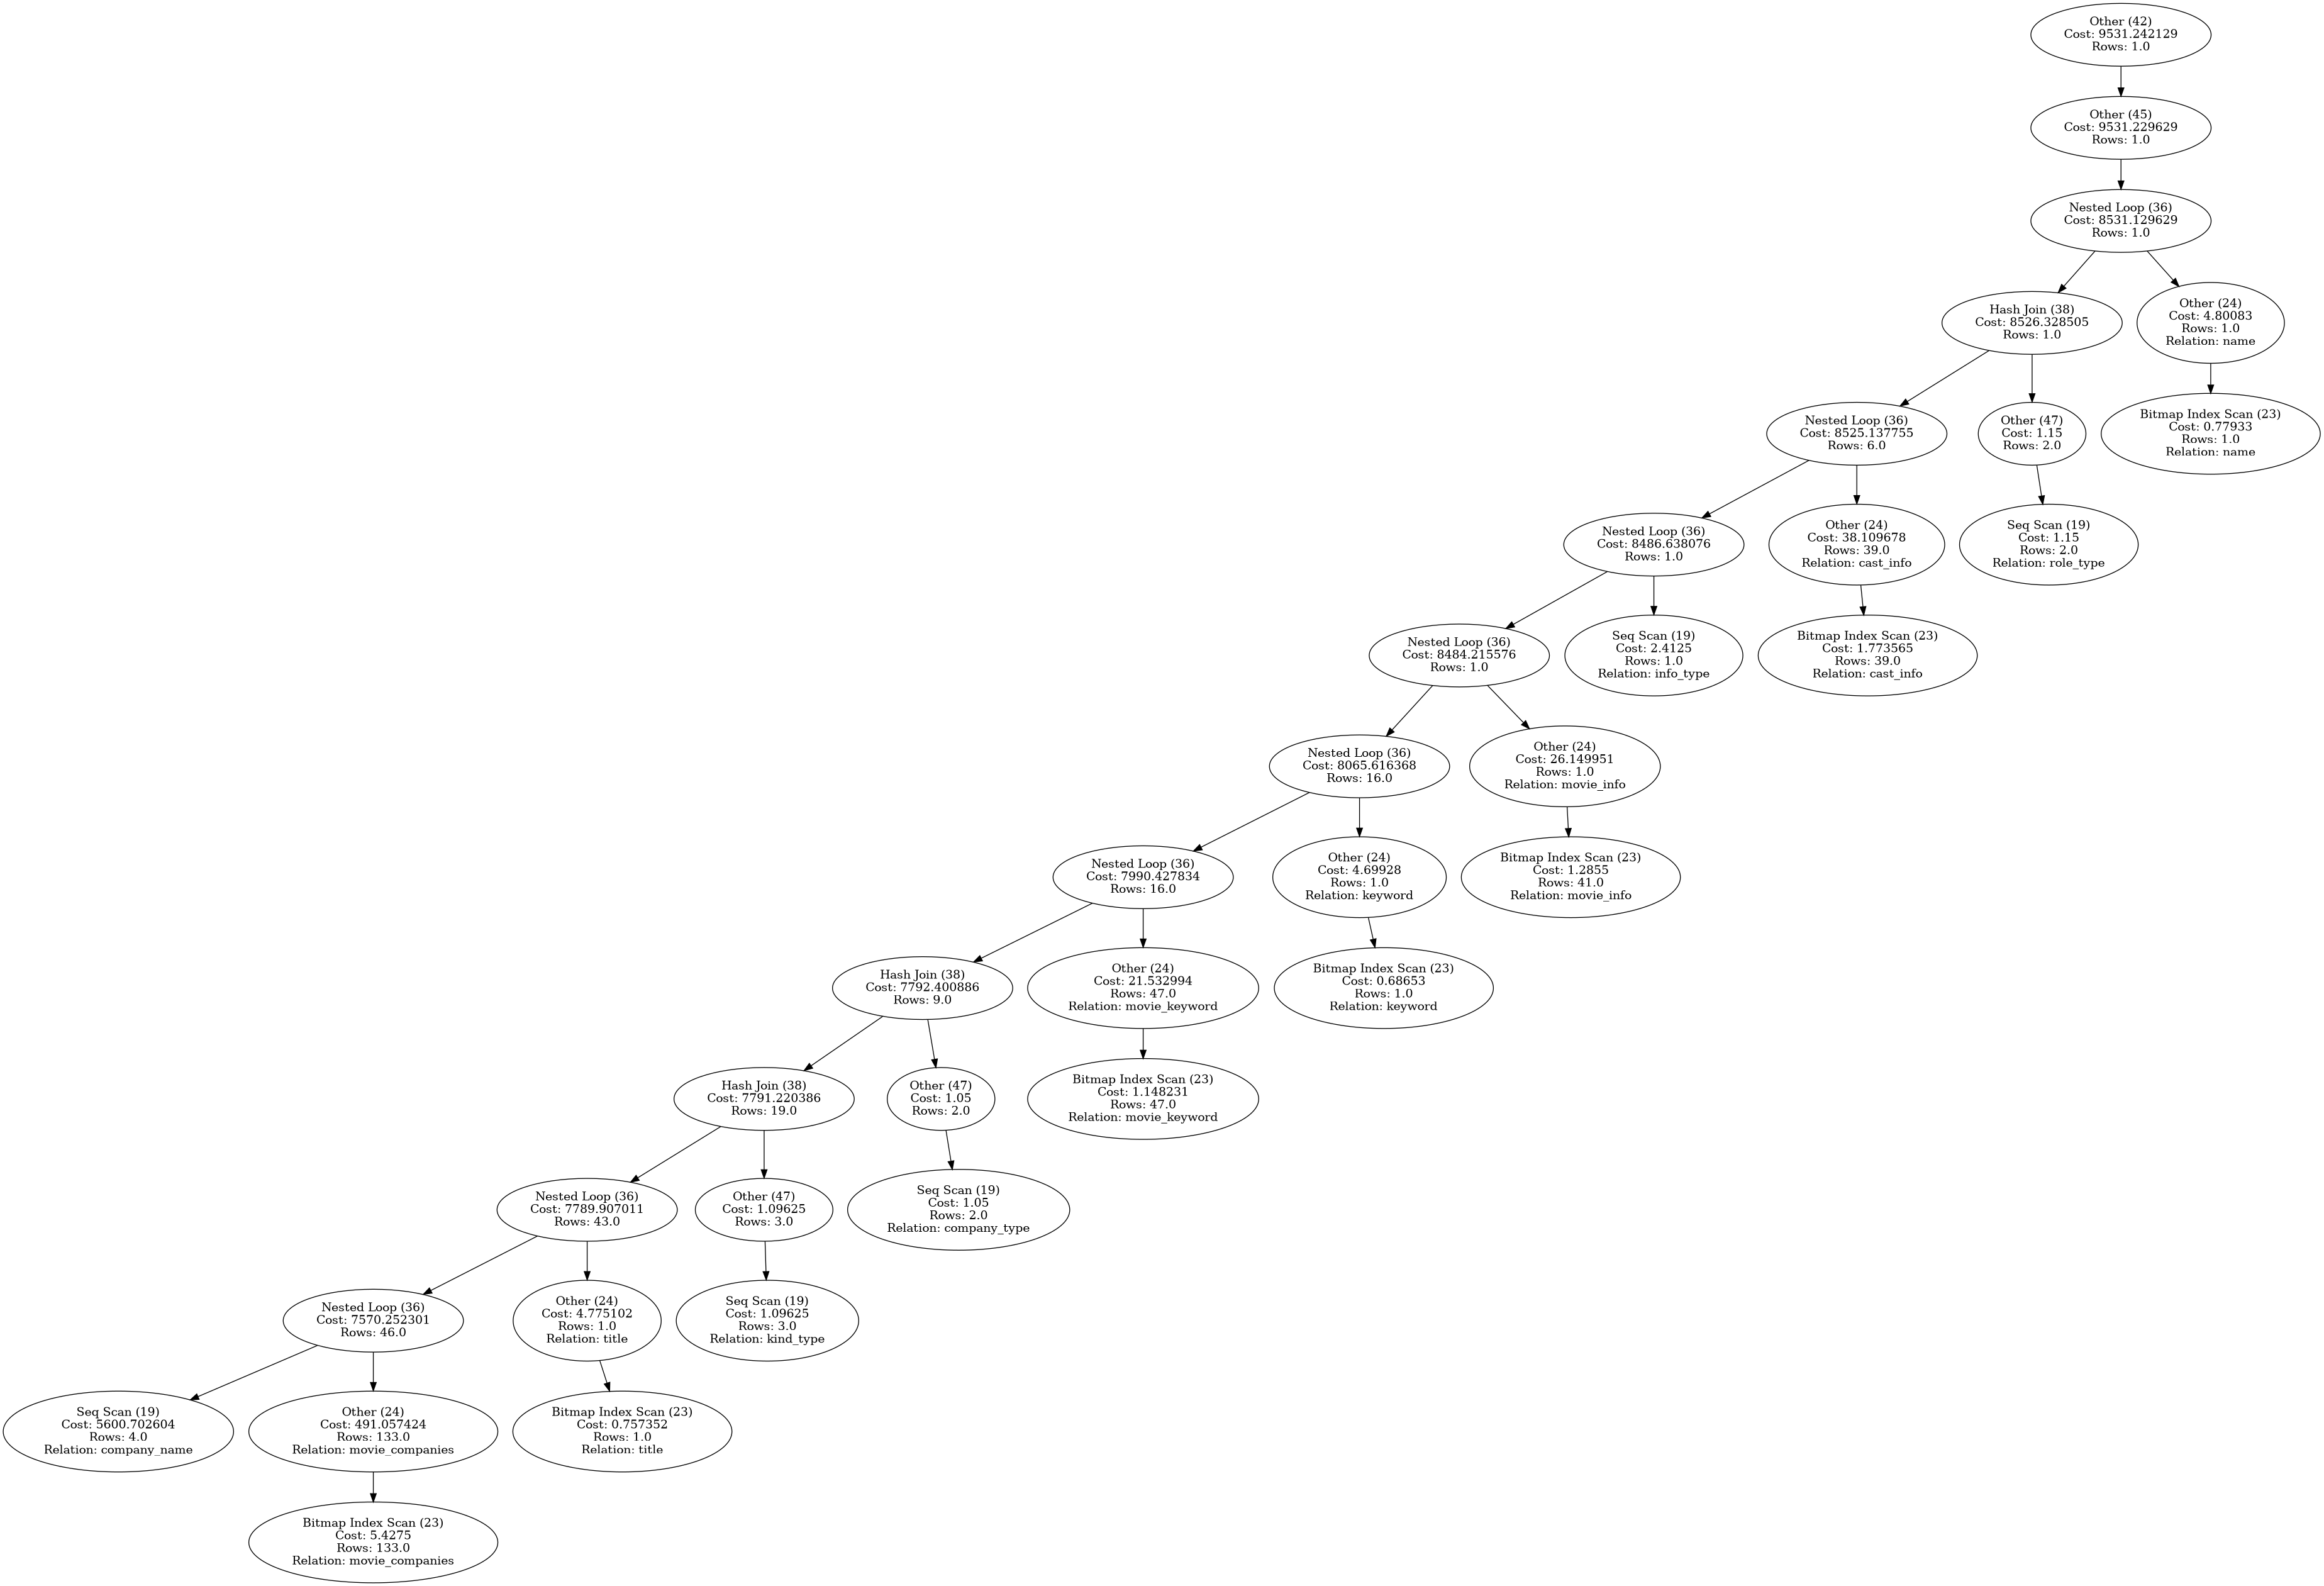 Other (42)
Cost: 9531.242129
Rows: 1.0
Other (45)
Cost: 9531.229629
Rows: 1.0
Nested Loop (36)
Cost: 8531.129629
Rows: 1.0
Hash Join (38)
Cost: 8526.328505
Rows: 1.0
Other (24)
Cost: 4.80083
Rows: 1.0
Relation: name
Nested Loop (36)
Cost: 8525.137755
Rows: 6.0
Other (47)
Cost: 1.15
Rows: 2.0
Bitmap Index Scan (23)
Cost: 0.77933
Rows: 1.0
Relation: name
Nested Loop (36)
Cost: 8486.638076
Rows: 1.0
Other (24)
Cost: 38.109678
Rows: 39.0
Relation: cast_info
Seq Scan (19)
Cost: 1.15
Rows: 2.0
Relation: role_type
Nested Loop (36)
Cost: 8484.215576
Rows: 1.0
Seq Scan (19)
Cost: 2.4125
Rows: 1.0
Relation: info_type
Bitmap Index Scan (23)
Cost: 1.773565
Rows: 39.0
Relation: cast_info
Nested Loop (36)
Cost: 8065.616368
Rows: 16.0
Other (24)
Cost: 26.149951
Rows: 1.0
Relation: movie_info
Nested Loop (36)
Cost: 7990.427834
Rows: 16.0
Other (24)
Cost: 4.69928
Rows: 1.0
Relation: keyword
Bitmap Index Scan (23)
Cost: 1.2855
Rows: 41.0
Relation: movie_info
Hash Join (38)
Cost: 7792.400886
Rows: 9.0
Other (24)
Cost: 21.532994
Rows: 47.0
Relation: movie_keyword
Bitmap Index Scan (23)
Cost: 0.68653
Rows: 1.0
Relation: keyword
Hash Join (38)
Cost: 7791.220386
Rows: 19.0
Other (47)
Cost: 1.05
Rows: 2.0
Bitmap Index Scan (23)
Cost: 1.148231
Rows: 47.0
Relation: movie_keyword
Nested Loop (36)
Cost: 7789.907011
Rows: 43.0
Other (47)
Cost: 1.09625
Rows: 3.0
Seq Scan (19)
Cost: 1.05
Rows: 2.0
Relation: company_type
Nested Loop (36)
Cost: 7570.252301
Rows: 46.0
Other (24)
Cost: 4.775102
Rows: 1.0
Relation: title
Seq Scan (19)
Cost: 1.09625
Rows: 3.0
Relation: kind_type
Seq Scan (19)
Cost: 5600.702604
Rows: 4.0
Relation: company_name
Other (24)
Cost: 491.057424
Rows: 133.0
Relation: movie_companies
Bitmap Index Scan (23)
Cost: 0.757352
Rows: 1.0
Relation: title
Bitmap Index Scan (23)
Cost: 5.4275
Rows: 133.0
Relation: movie_companies